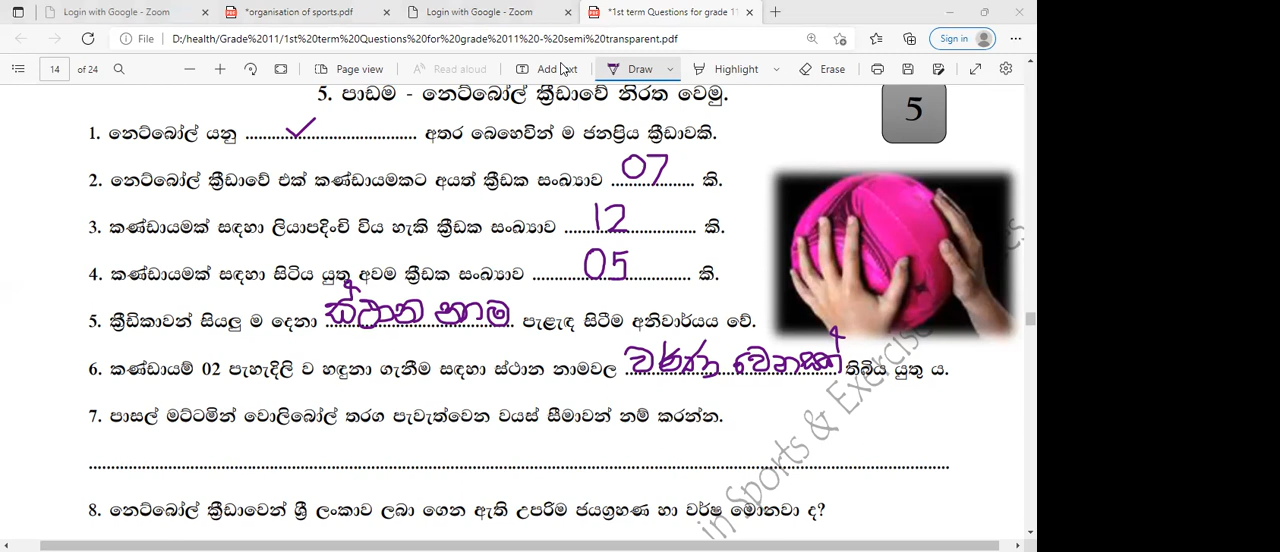 Login with Google - Zoom
*organisation of sports.pdf
Login with Google - Zoom
*1st term Questions for grade 11
File
D:/health/Grade%2011/1st%20term%20Questions%20for%20grade%2011%20-%20semi%20transparent.pdf
Sign in
14 of 24
Page view
Read aloud
Add text
Draw
Highlight
Erase
5. පාඩම - නෙට්බෝල් ක්‍රීඩාවේ නිරත වෙමු.
5
1. නෙට්බෝල් යනු ..................✓.................. අතර බෙහෙවින් ම ජනප්‍රිය ක්‍රීඩාවකි.
2. නෙට්බෝල් ක්‍රීඩාවේ එක් කණ්ඩායමකට අයත් ක්‍රීඩක සංඛ්‍යාව ......07...... කි.
3. කණ්ඩායමක් සඳහා ලියාපදිංචි විය හැකි ක්‍රීඩක සංඛ්‍යාව ......12...... කි.
4. කණ්ඩායමක් සඳහා සිටිය යුතු අවම ක්‍රීඩක සංඛ්‍යාව ......05...... කි.
5. ක්‍රීඩිකාවන් සියලු ම දෙනා ස්ථාන නාම පැළැඳ සිටීම අනිවාර්යය වේ.
6. කණ්ඩායම් 02 පැහැදිලි ව හඳුනා ගැනීම සඳහා ස්ථාන නාමවල වර්ණ වෙනසක් තිබිය යුතු ය.
7. පාසල් මට්ටමින් වොලිබෝල් තරග පැවැත්වෙන වයස් සීමාවන් නම් කරන්න.
8. නෙට්බෝල් ක්‍රීඩාවෙන් ශ්‍රී ලංකාව ලබා ගෙන ඇති උපරිම ජයග්‍රහණ හා වර්ෂ මොනවා ද?
in Sports & Exercise